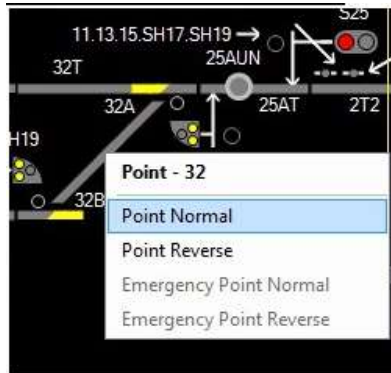 S25
11.13.15.SH17.SH19
25AUN
32T
32A
25AT
2T2
H19
32B
Point - 32
Point Normal
Point Reverse
Emergency Point Normal
Emergency Point Reverse